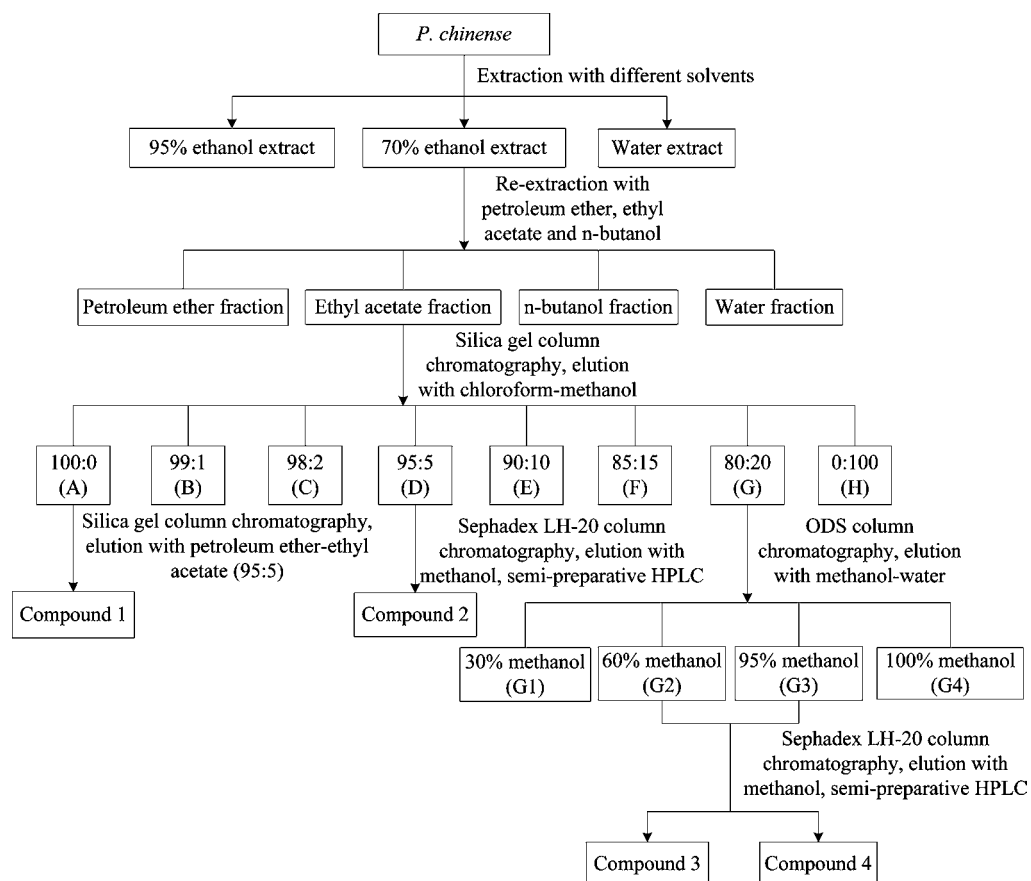 P. chinense
Extraction with different solvents
95% ethanol extract
70% ethanol extract
Water extract
Re-extraction with
petroleum ether, ethyl
acetate and n-butanol
Petroleum ether fraction
Ethyl acetate fraction
n-butanol fraction
Water fraction
Silica gel column
chromatography, elution
with chloroform-methanol
100:0
(A)
99:1
(B)
98:2
(C)
95:5
(D)
90:10
(E)
85:15
(F)
80:20
(G)
0:100
(H)
Silica gel column chromatography,
elution with petroleum ether-ethyl
acetate (95:5)
Sephadex LH-20 column
chromatography, elution with
methanol, semi-preparative HPLC
ODS column
chromatography, elution
with methanol-water
Compound 1
Compound 2
30% methanol
(G1)
60% methanol
(G2)
95% methanol
(G3)
100% methanol
(G4)
Sephadex LH-20 column
chromatography, elution with
methanol, semi-preparative HPLC
Compound 3
Compound 4